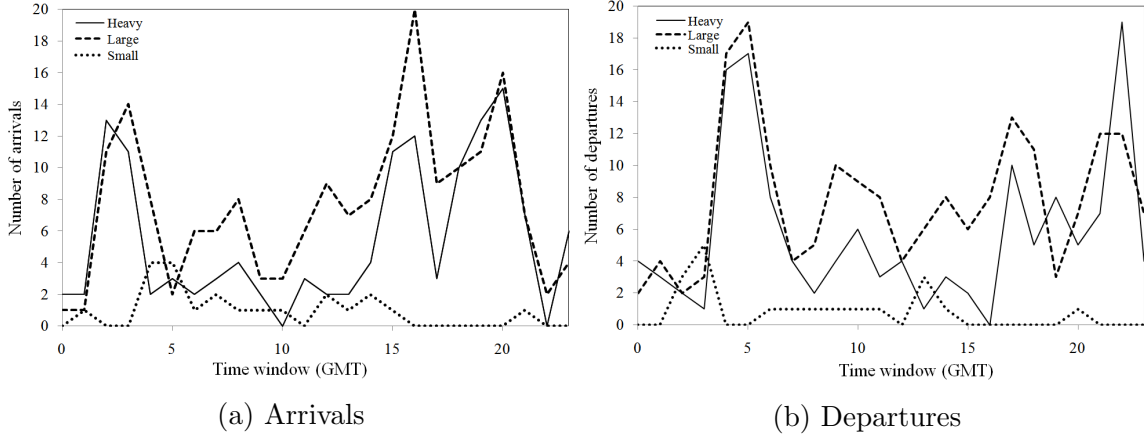 20
18
16
14
12
10
8
6
4
2
0
Number of arrivals
Heavy
Large
Small
0 5 10 15 20
Time window (GMT)
(a) Arrivals
20
18
16
14
12
10
8
6
4
2
0
Number of departures
Heavy
Large
Small
0 5 10 15 20
Time window (GMT)
(b) Departures